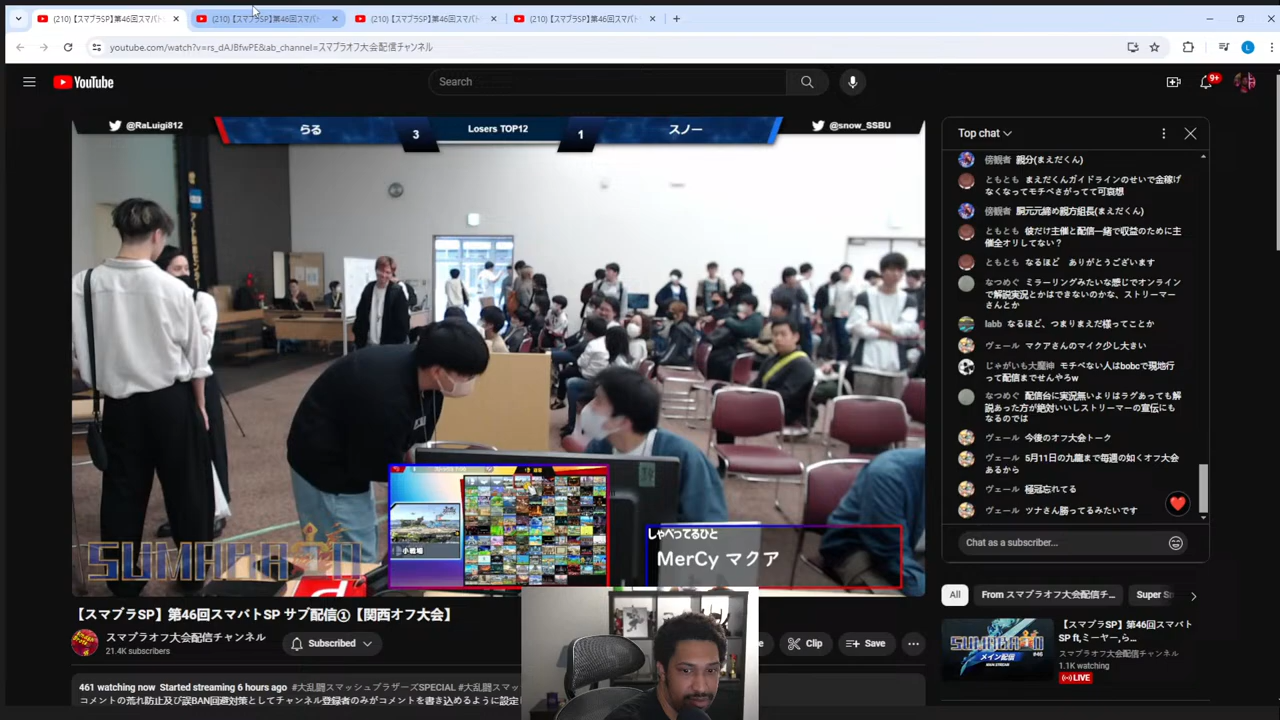 (210) 【スマブラSP】第46回スマバト
(210) 【スマブラSP】第46回スマバト
(210) 【スマブラSP】第46回スマバト
(210) 【スマブラSP】第46回スマバト
youtube.com/watch?v=rs_dAJBfwPE&ab_channel=スマブラオフ大会配信チャンネル
L
YouTube
Search
9+
@RaLuigi812
らる
3
Losers TOP12
1
スノー
@snow_SSBU
Top chat
傍観者 親分(まえだくん)
ともとも まえだくんガイドラインのせいで金稼げ
なくなってモチベさがってて可哀想
傍観者 胴元元締め親方組長(まえだくん)
ともとも 彼だけ主催と配信一緒で収益のために主
催全オリしてない?
ともとも なるほど ありがとうございます
なつめぐ ミラーリングみたいな感じでオンライン
で解説実況とかはできないのかな、ストリーマー
さんとか
labb なるほど、つまりまえだ様ってことか
ヴェール マクアさんのマイク少し大きい
じゃがいも大魔神 モチベない人はbobcで現地行
って配信までせんやろw
なつめぐ 配信台に実況無いよりはラグあっても解
説あった方が絶対いいしストリーマーの宣伝にも
なるのでは
ヴェール 今後のオフ大会トーク
ヴェール 5月11日の九龍まで毎週の如くオフ大会
あるからね
ヴェール 極冠忘れてる
ヴェール ツナさん勝ってるみたいです
Chat as a subscriber...
小戦場
しゃべってるひと
MerCy マクア
SUMABATO
【スマブラSP】第46回スマバトSP サブ配信①【関西オフ大会】
スマブラオフ大会配信チャンネル
21.4K subscribers
Subscribed
Clip
Save
461 watching now Started streaming 6 hours ago #大乱闘スマッシュブラザーズSPECIAL #大乱闘スマッシュ
コメントの荒れ防止及び誤BAN回避対策としてチャンネル登録者のみがコメントを書き込めるように設定し
All
From スマブラオフ大会配信チ...
Super S
【スマブラSP】第46回スマバト
SP ft,ミーヤー,ら...
スマブラオフ大会配信チャンネル
1.1K watching
LIVE
SUMABATO
メイン配信
MAIN STREAM
#46